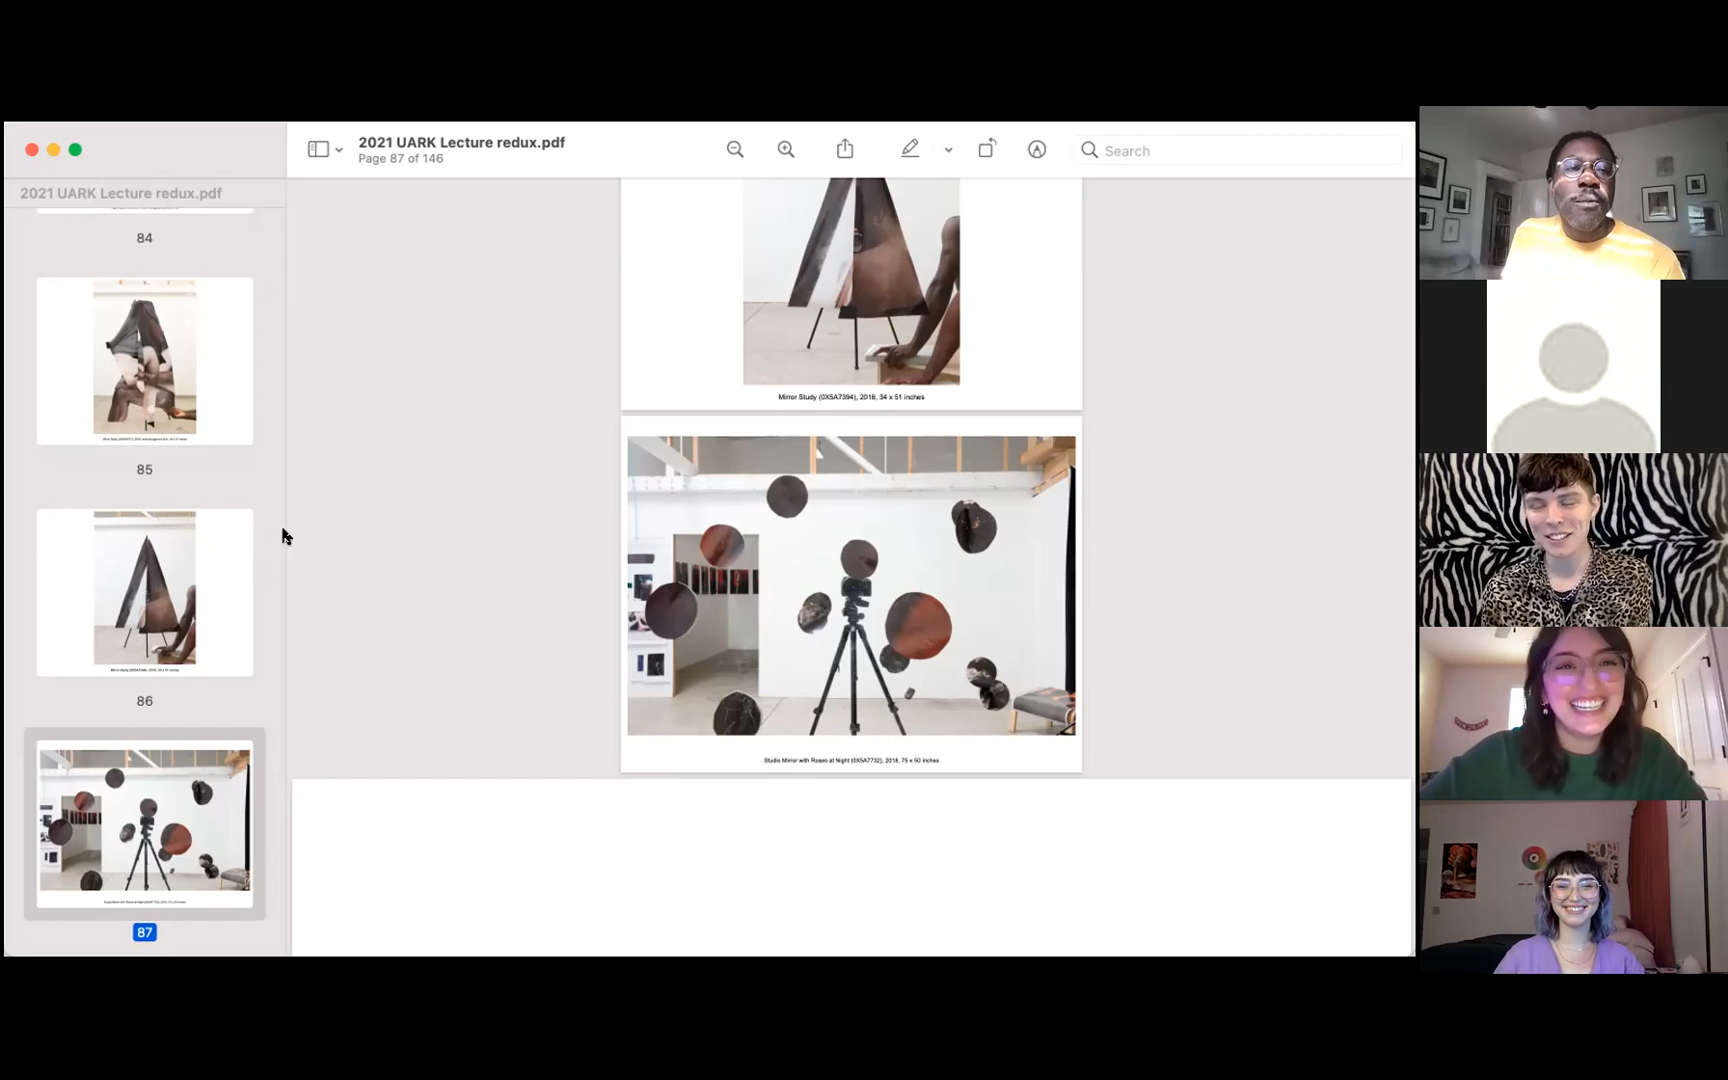 2021 UARK Lecture redux.pdf
Page 87 of 146
Search
2021 UARK Lecture redux.pdf
84
85
86
87
Mirror Study (0X5A7394), 2018, 34 x 51 inches
Studio Mirror with Roses at Night (0X5A7732), 2018, 75 x 50 inches